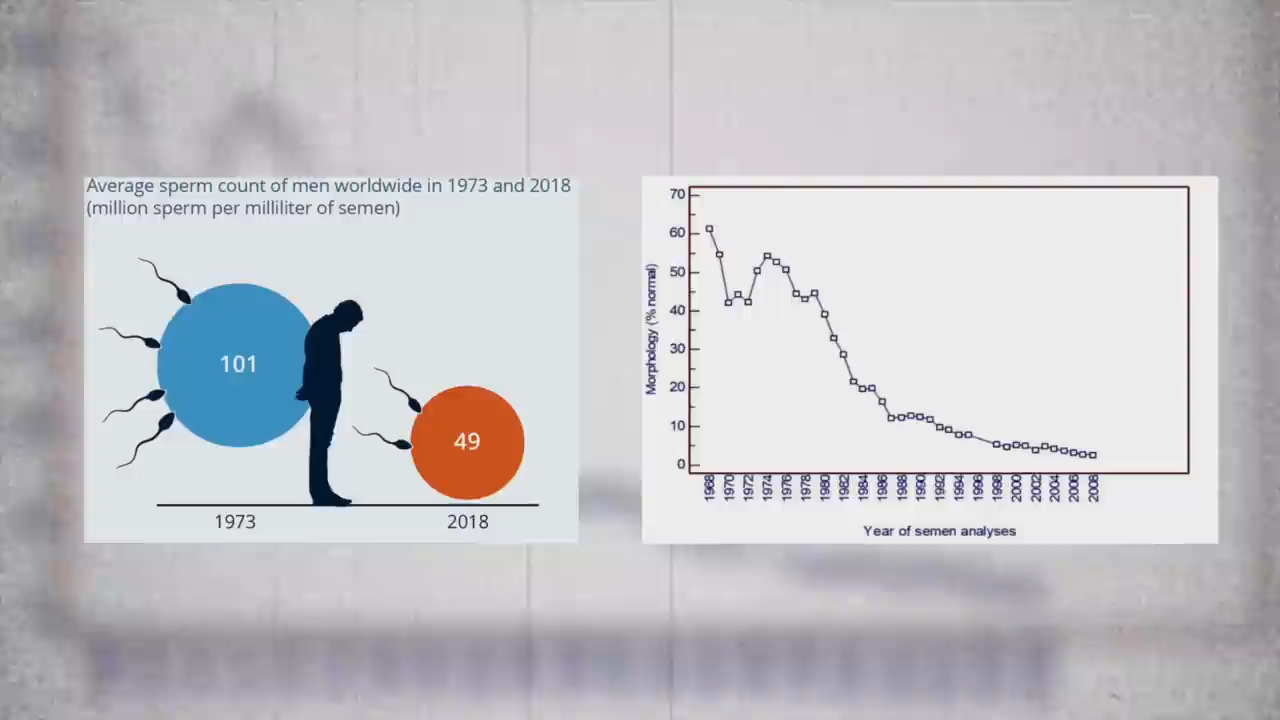 Average sperm count of men worldwide in 1973 and 2018
(million sperm per milliliter of semen)
101
49
1973 2018
Morphology (% normal)
70
60
50
40
30
20
10
0
1968 1970 1972 1974 1976 1978 1980 1982 1984 1986 1988 1990 1992 1994 1996 1998 2000 2002 2004 2006 2008
Year of semen analyses